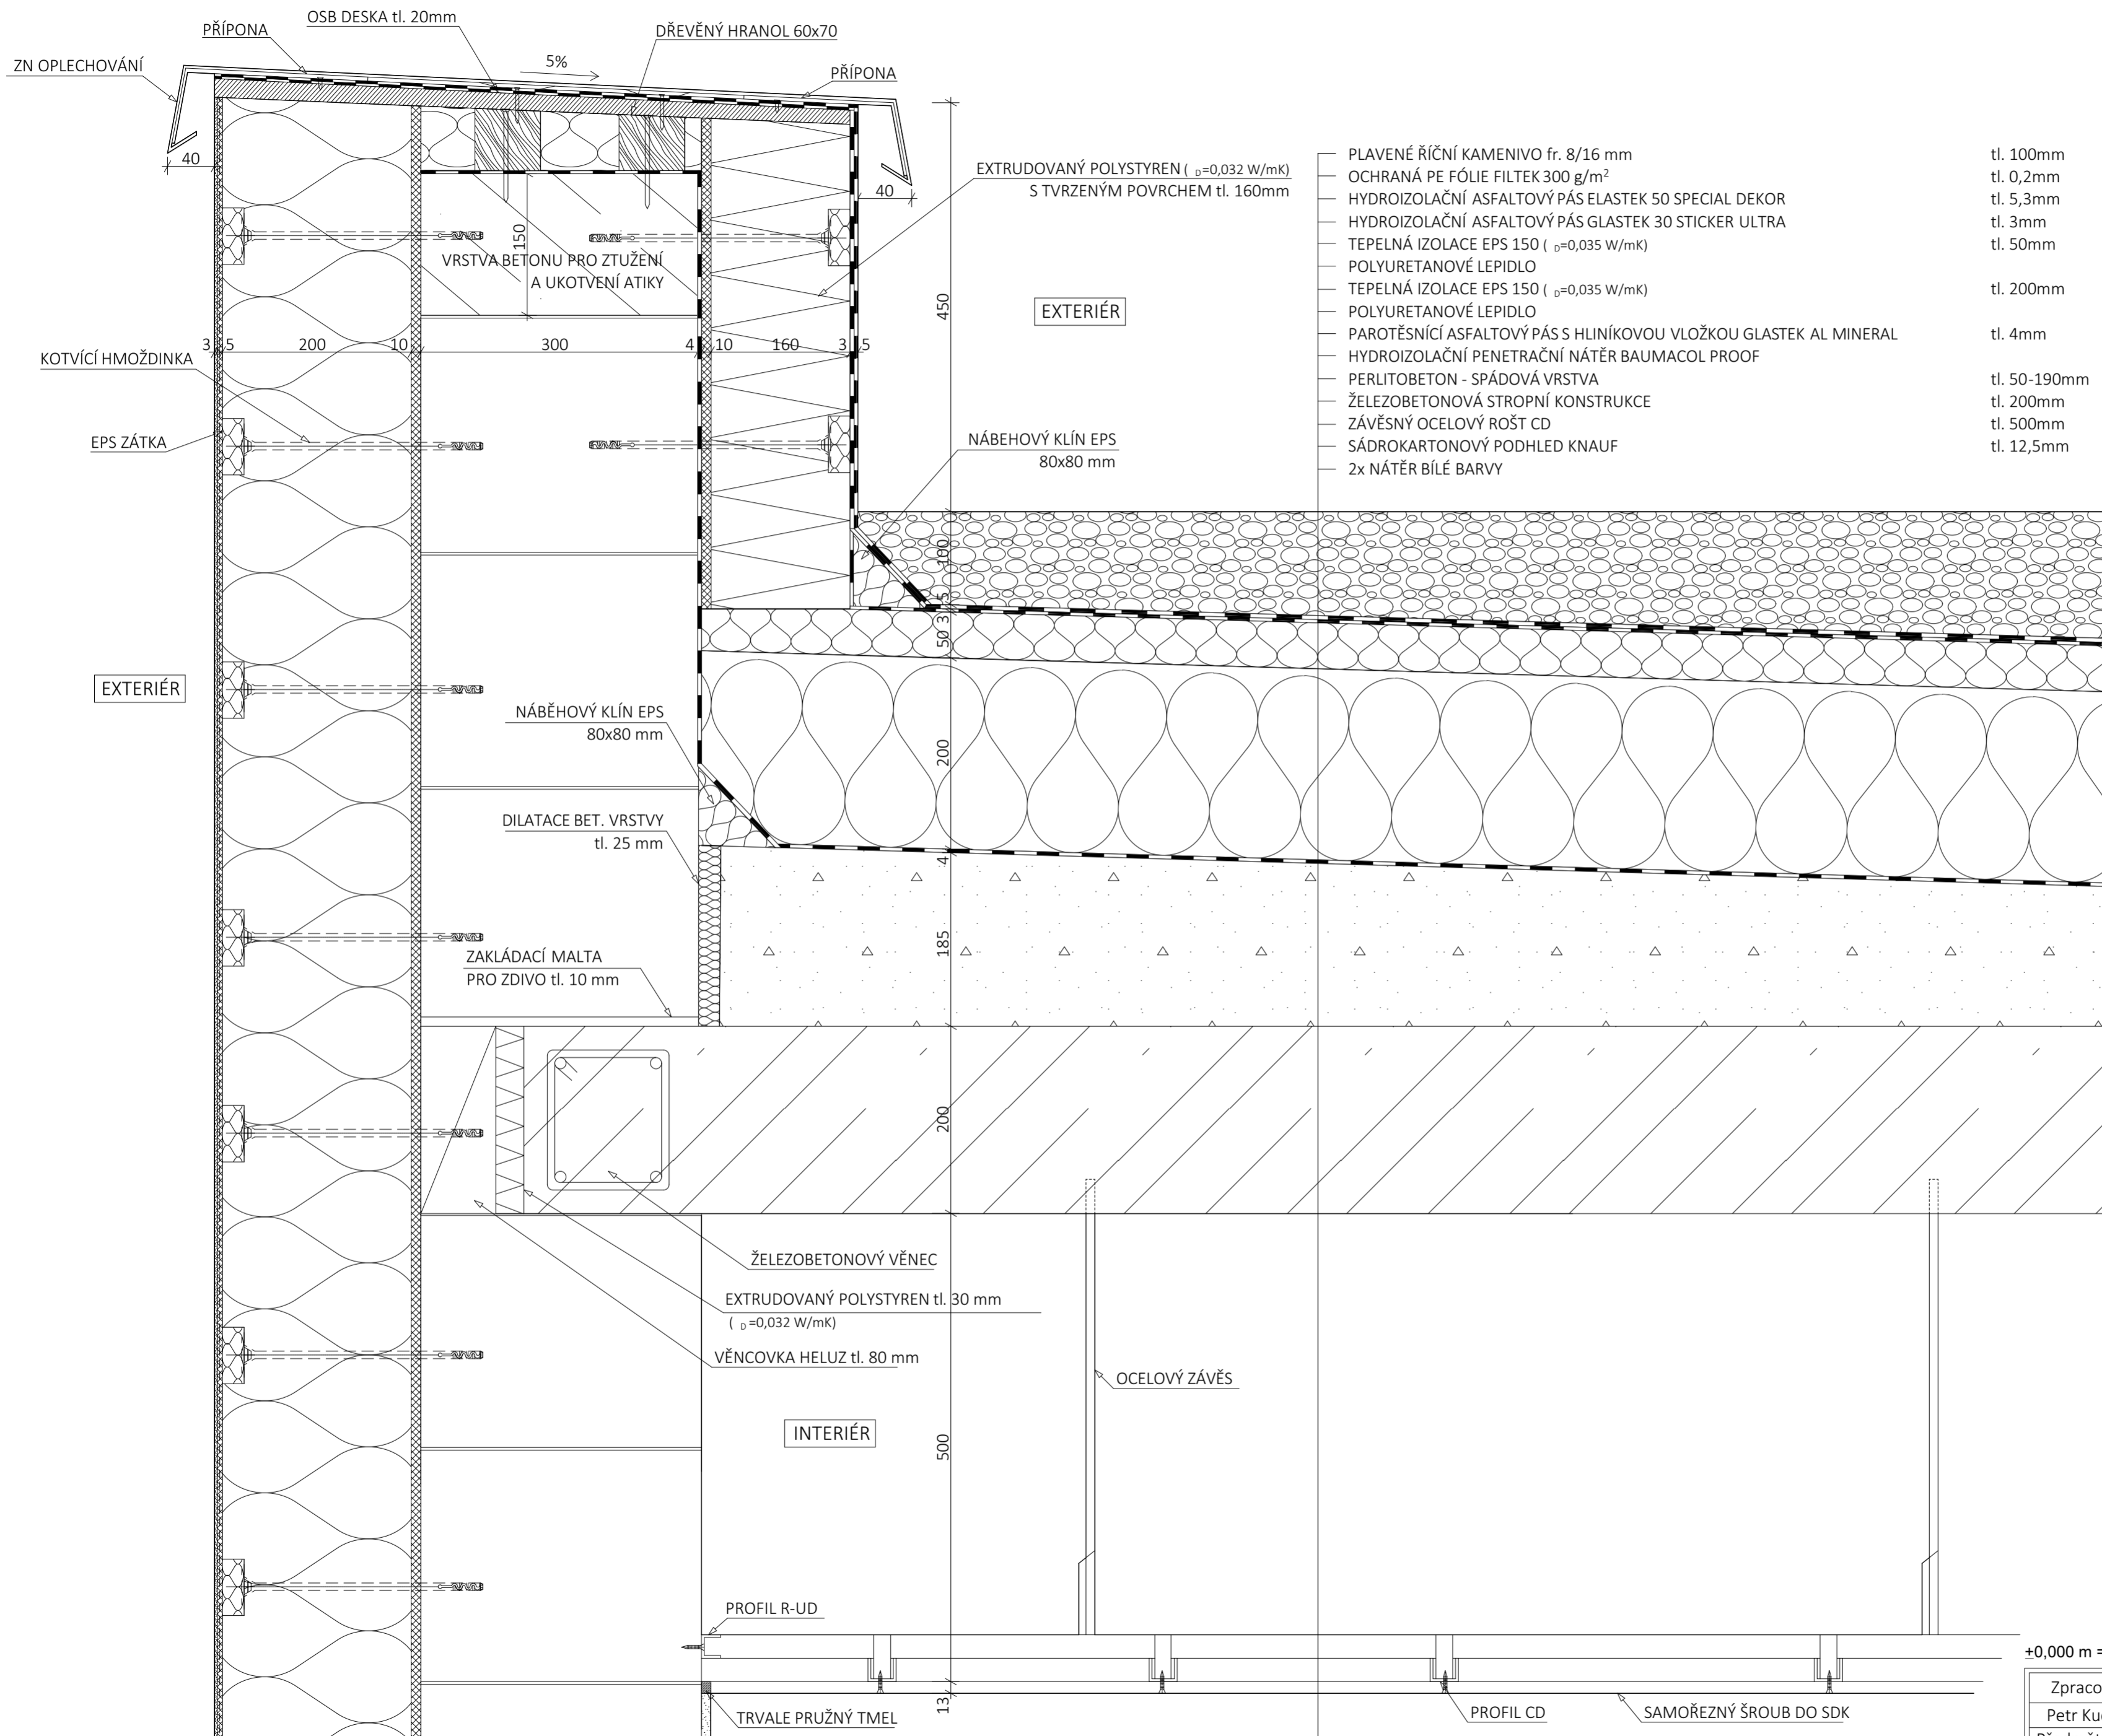 OSB DESKA tl. 20mm
PŘÍPONA
DŘEVĚNÝ HRANOL 60x70
ZN OPLECHOVÁNÍ
5%
PŘÍPONA
40
40
EXTRUDOVANÝ POLYSTYREN ( D=0,032 W/mK)
S TVRZENÝM POVRCHEM tl. 160mm
PLAVENÉ ŘÍČNÍ KAMENIVO fr. 8/16 mm tl. 100mm
OCHRANÁ PE FÓLIE FILTEK 300 g/m² tl. 0,2mm
HYDROIZOLAČNÍ ASFALTOVÝ PÁS ELASTEK 50 SPECIAL DEKOR tl. 5,3mm
HYDROIZOLAČNÍ ASFALTOVÝ PÁS GLASTEK 30 STICKER ULTRA tl. 3mm
TEPELNÁ IZOLACE EPS 150 ( D=0,035 W/mK) tl. 50mm
POLYURETANOVÉ LEPIDLO
TEPELNÁ IZOLACE EPS 150 ( D=0,035 W/mK) tl. 200mm
POLYURETANOVÉ LEPIDLO
PAROTĚSNÍCÍ ASFALTOVÝ PÁS S HLINÍKOVOU VLOŽKOU GLASTEK AL MINERAL tl. 4mm
HYDROIZOLAČNÍ PENETRAČNÍ NÁTĚR BAUMACOL PROOF
PERLITOBETON - SPÁDOVÁ VRSTVA tl. 50-190mm
ŽELEZOBETONOVÁ STROPNÍ KONSTRUKCE tl. 200mm
ZÁVĚSNÝ OCELOVÝ ROŠT CD tl. 500mm
SÁDROKARTONOVÝ PODHLED KNAUF tl. 12,5mm
2x NÁTĚR BÍLÉ BARVY
150
VRSTVA BETONU PRO ZTUŽENÍ
A UKOTVENÍ ATIKY
450
EXTERIÉR
3 5 200 10 300 4 10 160 3 5
KOTVÍCÍ HMOŽDINKA
EPS ZÁTKA
NÁBEHOVÝ KLÍN EPS
80x80 mm
100
3 5
50
EXTERIÉR
NÁBĚHOVÝ KLÍN EPS
80x80 mm
200
DILATACE BET. VRSTVY
tl. 25 mm
4
185
ZAKLÁDACÍ MALTA
PRO ZDIVO tl. 10 mm
200
ŽELEZOBETONOVÝ VĚNEC
EXTRUDOVANÝ POLYSTYREN tl. 30 mm
( D=0,032 W/mK)
VĚNCOVKA HELUZ tl. 80 mm
OCELOVÝ ZÁVĚS
INTERIÉR
500
PROFIL R-UD
13
TRVALE PRUŽNÝ TMEL
PROFIL CD
SAMOŘEZNÝ ŠROUB DO SDK
±0,000 m =
Zpraco
Petr Ku